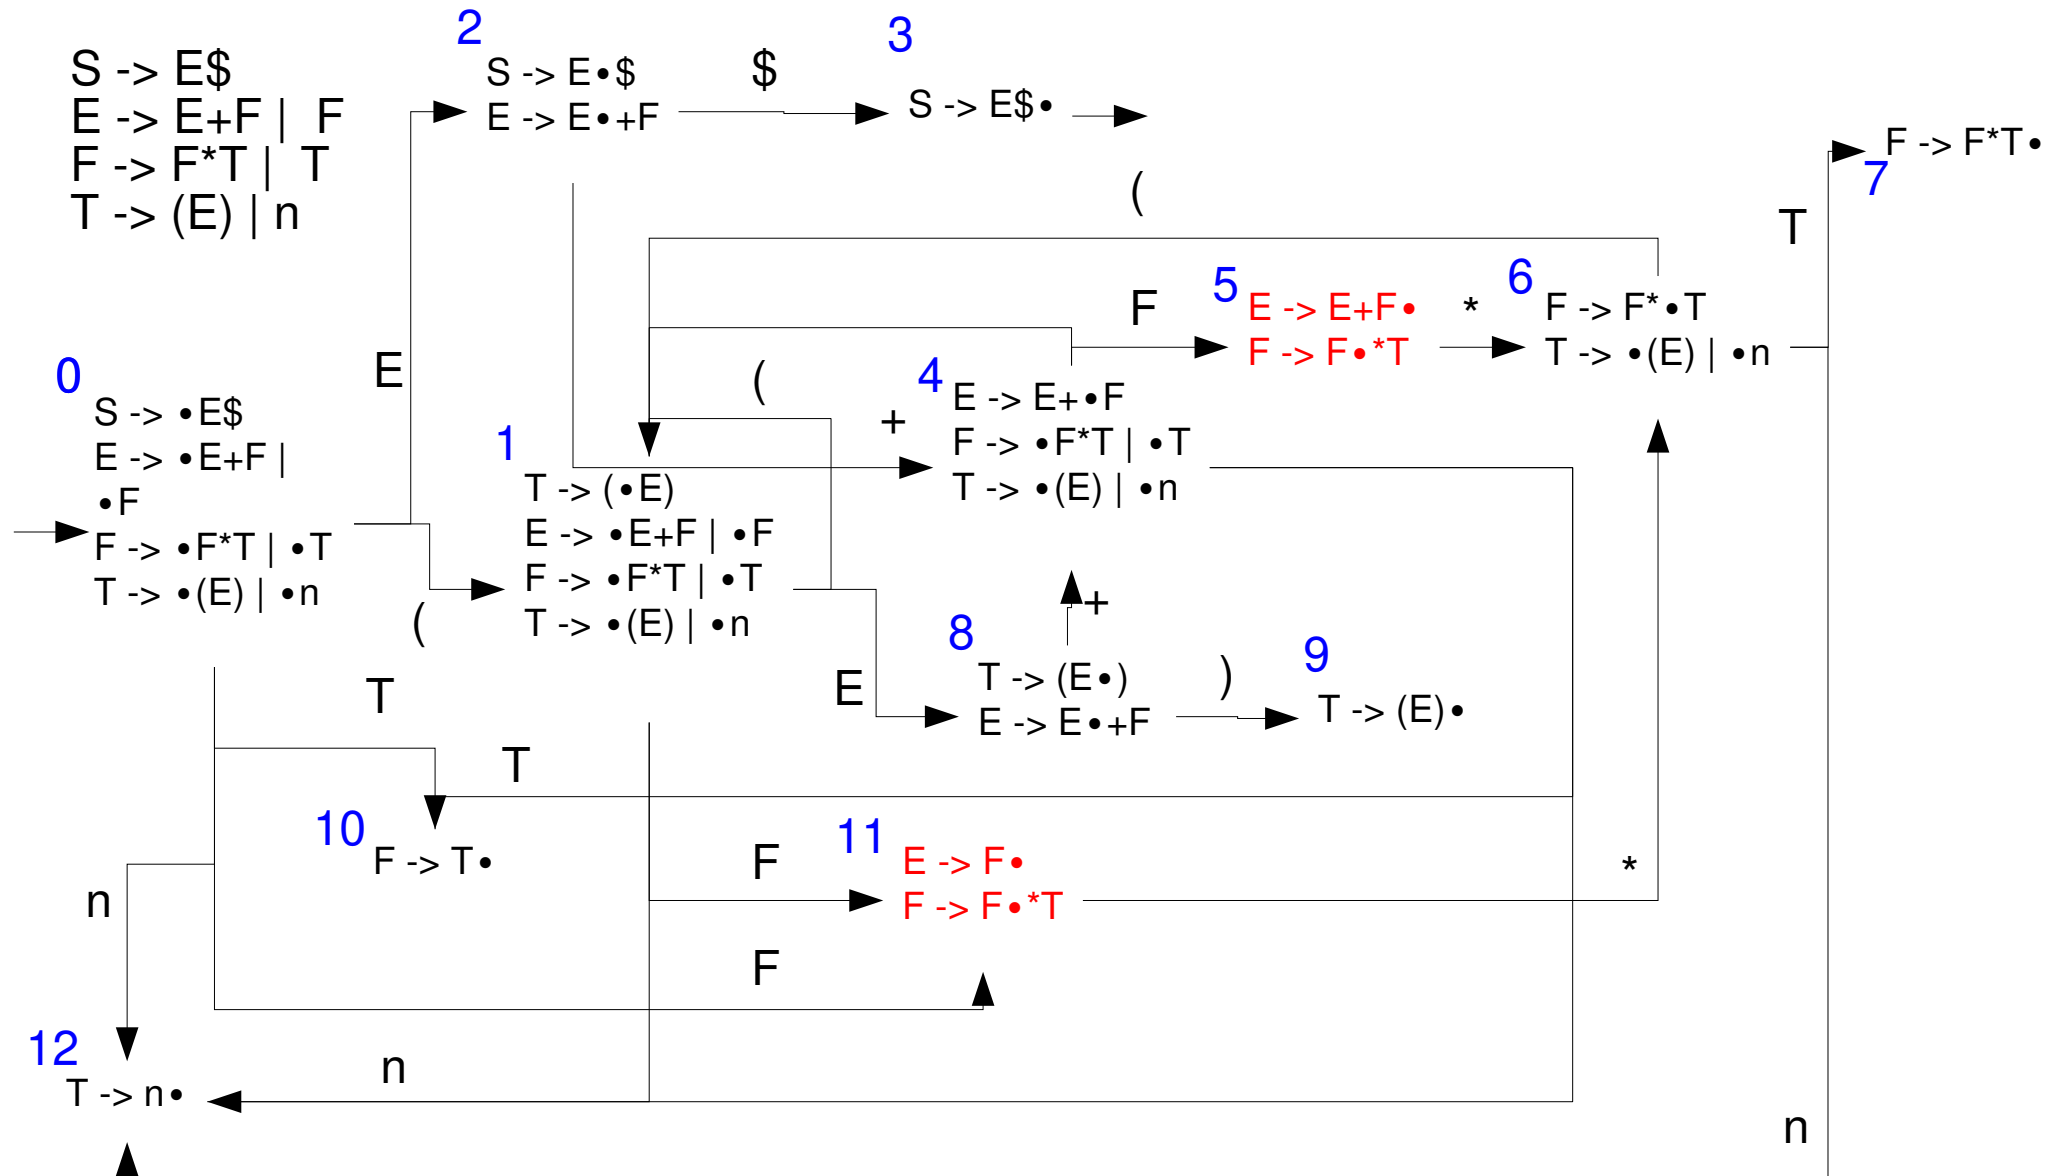 S -> E$
E -> E+F | F
F -> F*T | T
T -> (E) | n
2
S -> E•$
E -> E•+F
$
3
S -> E$•
(
F -> F*T•
7
T
E
0
S -> •E$
E -> •E+F |
•F
F -> •F*T | •T
T -> •(E) | •n
(
1
T -> (•E)
E -> •E+F | •F
F -> •F*T | •T
T -> •(E) | •n
(
+
4
E -> E+•F
F -> •F*T | •T
T -> •(E) | •n
F
5
E -> E+F•
F -> F•*T
*
6
F -> F*•T
T -> •(E) | •n
+
8
T -> (E•)
E -> E•+F
E
)
9
T -> (E)•
T
T
10
F -> T•
F
11
E -> F•
F -> F•*T
*
n
F
12
T -> n•
n
n